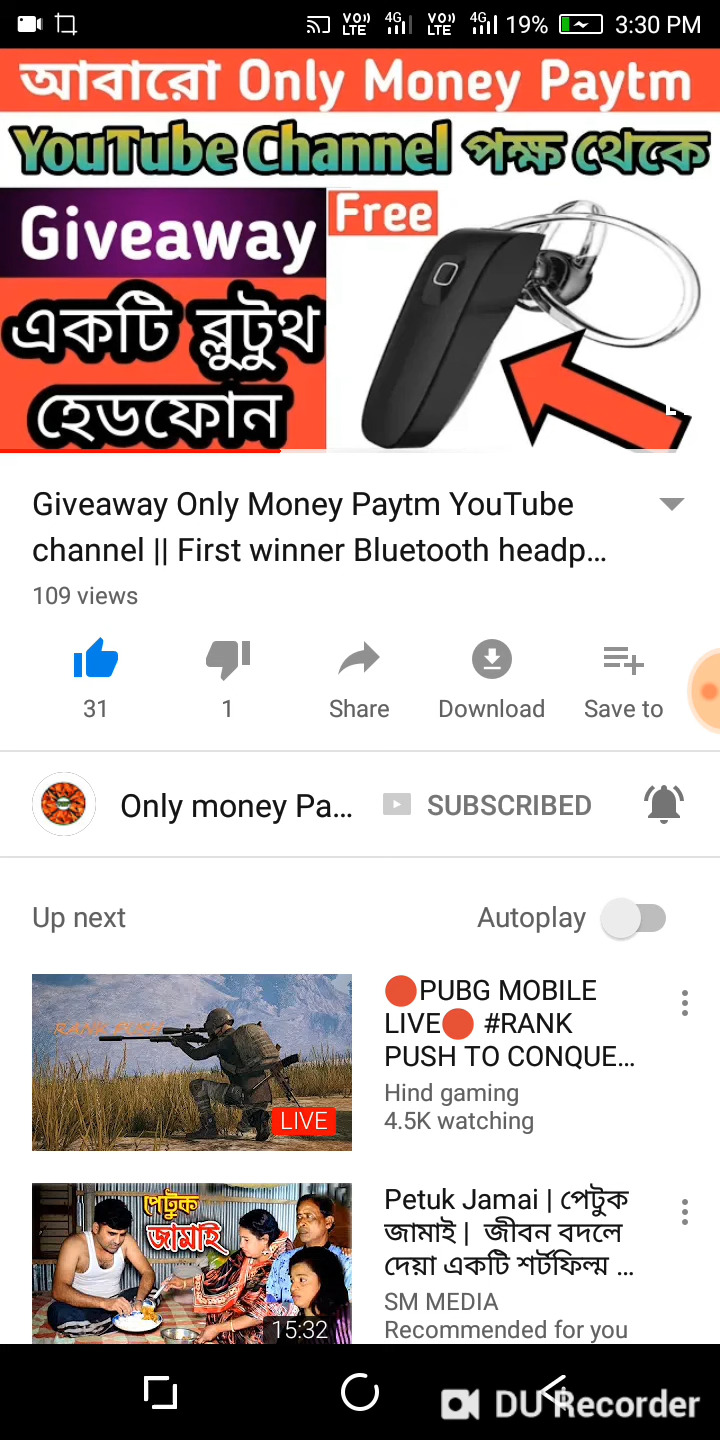 VO)) LTE 4G VO)) LTE 4G 19% 3:30 PM
আবারো Only Money Paytm
YouTube Channel পক্ষ থেকে
Giveaway
Free
একটি ব্লুটুথ
হেডফোন
Giveaway Only Money Paytm YouTube
channel || First winner Bluetooth headp...
109 views
31
1
Share
Download
Save to
Only money Pa...
SUBSCRIBED
Up next
Autoplay
RANK PUSH
LIVE
🔴PUBG MOBILE
LIVE🔴 #RANK
PUSH TO CONQUE...
Hind gaming
4.5K watching
পেটুক
জামাই
15:32
Petuk Jamai | পেটুক
জামাই | জীবন বদলে
দেয়া একটি শর্টফিল্ম ...
SM MEDIA
Recommended for you
DU Recorder